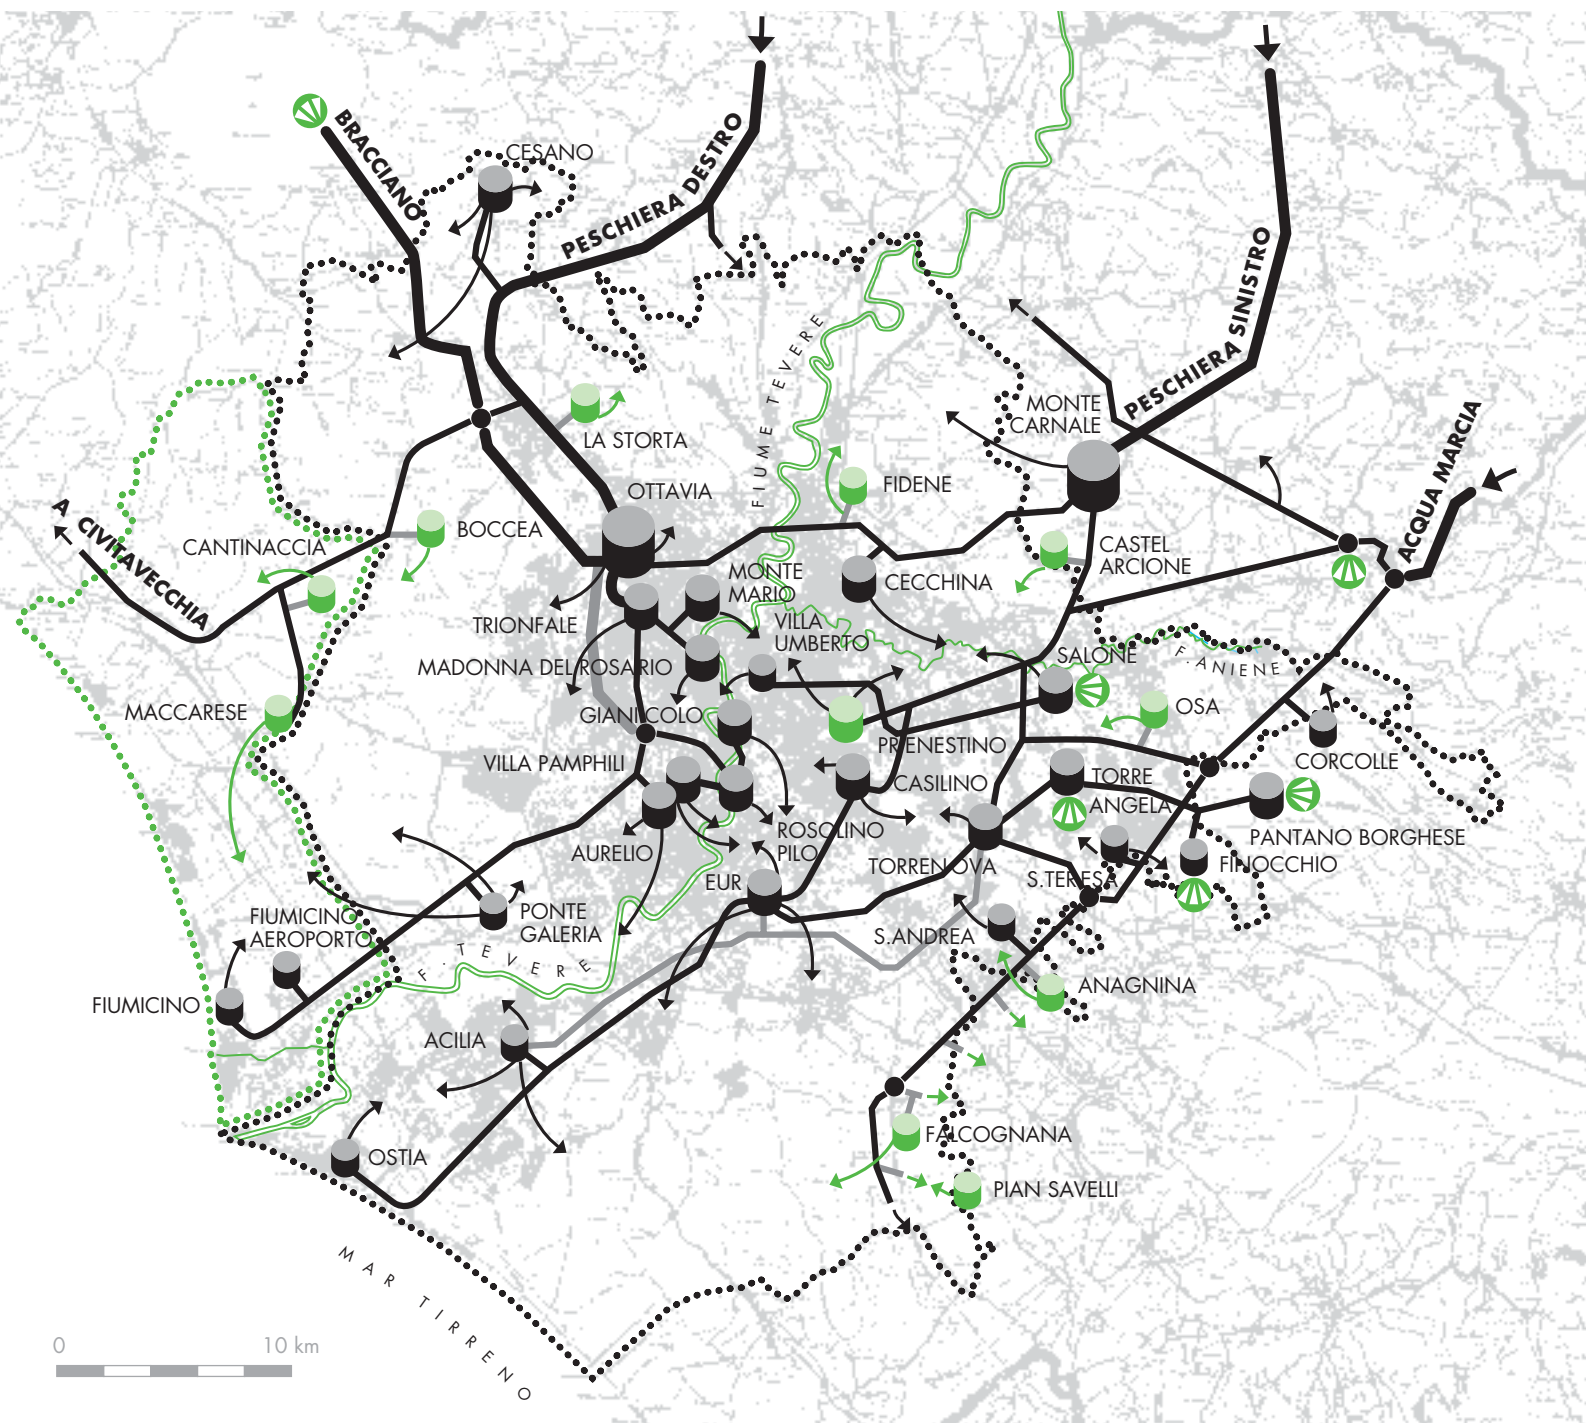 BRACCIANO
CESANO
PESCHIERA DESTRO
PESCHIERA SINISTRO
FIUME TEVERE
MONTE
CARNALE
ACQUA MARCIA
LA STORTA
OTTAVIA
FIDENE
A CIVITAVECCHIA
BOCCEA
CANTINACCIA
CASTEL
ARCIONE
CECCHINA
MONTE
MARIO
TRIONFALE
VILLA
UMBERTO
MADONNA DEL ROSARIO
SALONE
F. ANIENE
MACCARESE
GIANICOLO
OSA
PRENESTINO
VILLA PAMPHILI
CASILINO
TORRE
ANGELA
CORCOLLE
PANTANO BORGHESE
ROSOLINO
PILO
AURELIO
TORRENOVA
FINOCCHIO
S.TERESA
EUR
PONTE
GALERIA
FIUMICINO
AEROPORTO
S.ANDREA
F. TEVERE
FIUMICINO
ANAGNINA
ACILIA
FALCOGNANA
OSTIA
PIAN SAVELLI
MAR TIRRENO
0 10 km